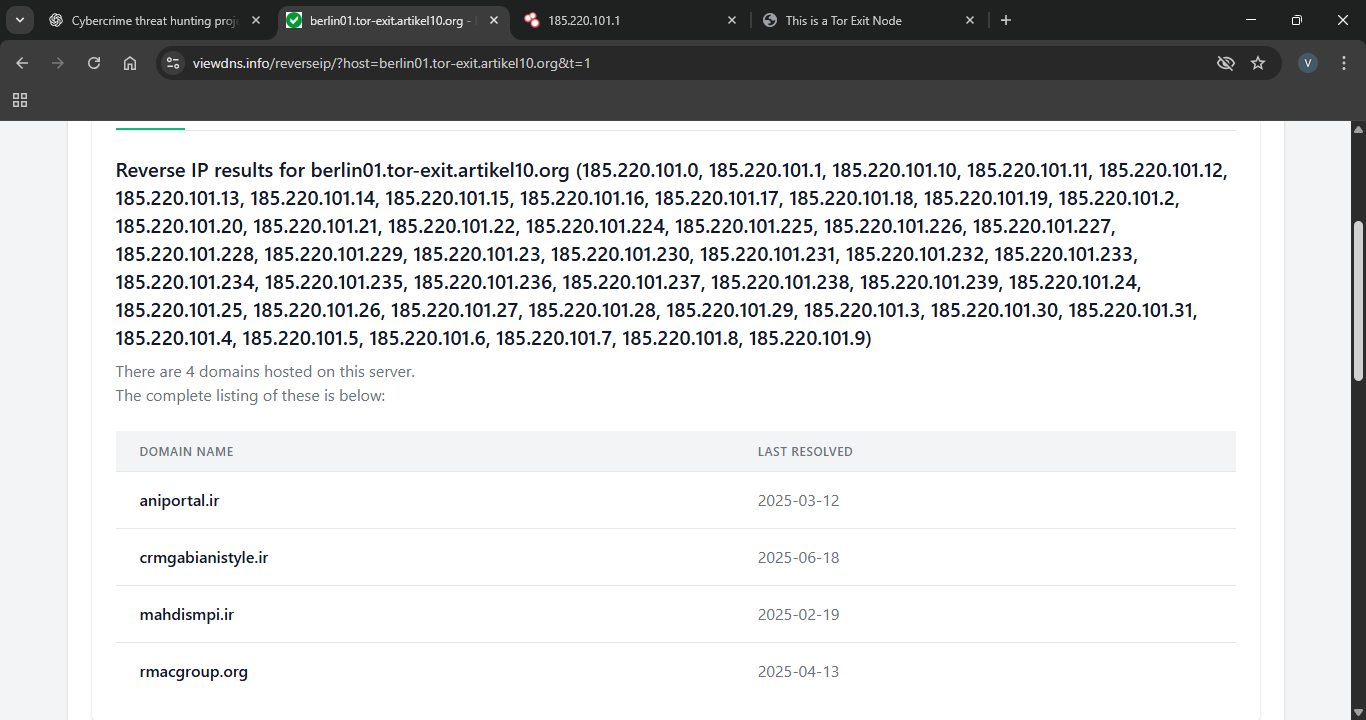 Cybercrime threat hunting proj
berlin01.tor-exit.artikel10.org -
185.220.101.1
This is a Tor Exit Node
viewdns.info/reverseip/?host=berlin01.tor-exit.artikel10.org&t=1
V
Reverse IP results for berlin01.tor-exit.artikel10.org (185.220.101.0, 185.220.101.1, 185.220.101.10, 185.220.101.11, 185.220.101.12,
185.220.101.13, 185.220.101.14, 185.220.101.15, 185.220.101.16, 185.220.101.17, 185.220.101.18, 185.220.101.19, 185.220.101.2,
185.220.101.20, 185.220.101.21, 185.220.101.22, 185.220.101.224, 185.220.101.225, 185.220.101.226, 185.220.101.227,
185.220.101.228, 185.220.101.229, 185.220.101.23, 185.220.101.230, 185.220.101.231, 185.220.101.232, 185.220.101.233,
185.220.101.234, 185.220.101.235, 185.220.101.236, 185.220.101.237, 185.220.101.238, 185.220.101.239, 185.220.101.24,
185.220.101.25, 185.220.101.26, 185.220.101.27, 185.220.101.28, 185.220.101.29, 185.220.101.3, 185.220.101.30, 185.220.101.31,
185.220.101.4, 185.220.101.5, 185.220.101.6, 185.220.101.7, 185.220.101.8, 185.220.101.9)
There are 4 domains hosted on this server.
The complete listing of these is below:
DOMAIN NAME LAST RESOLVED
aniportal.ir 2025-03-12
crmgabianistyle.ir 2025-06-18
mahdismpi.ir 2025-02-19
rmacgroup.org 2025-04-13